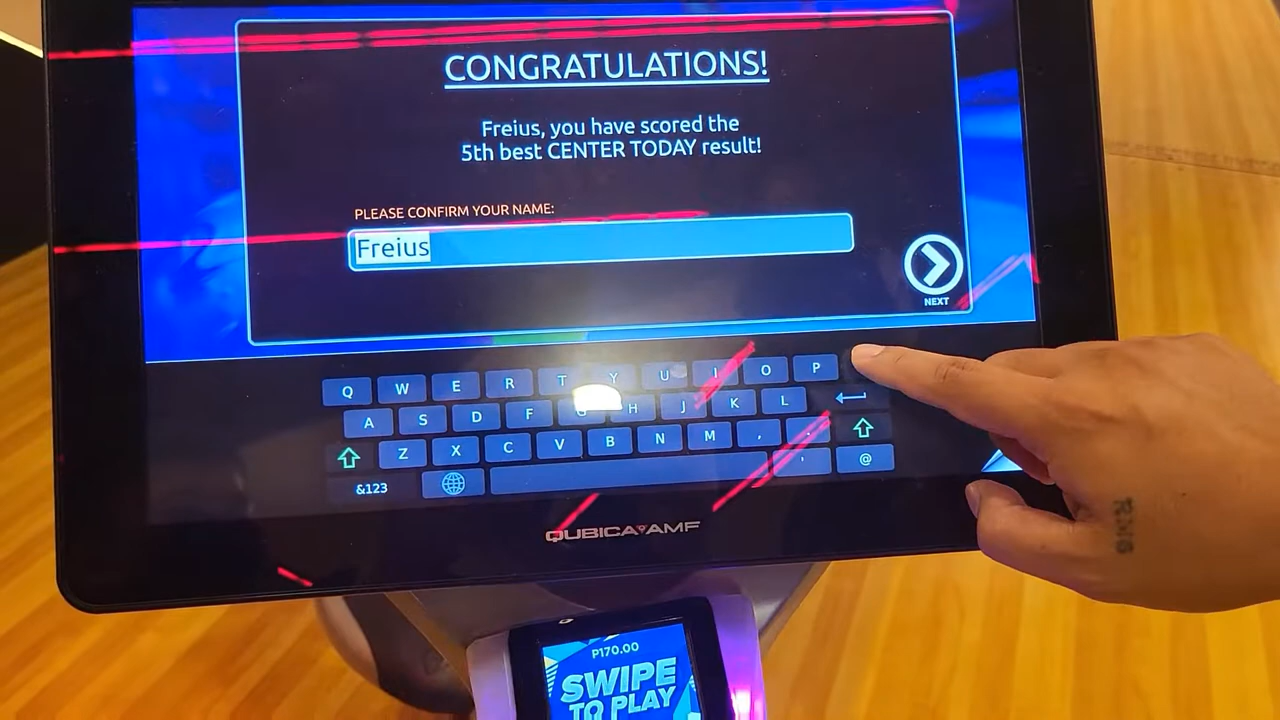 CONGRATULATIONS!
Freius, you have scored the
5th best CENTER TODAY result!
PLEASE CONFIRM YOUR NAME:
Freius
NEXT
Q W E R T Y U I O P
A S D F G H J K L
Z X C V B N M , .
&123 ' @
QUBICA AMF
₱170.00
SWIPE
TO PLAY